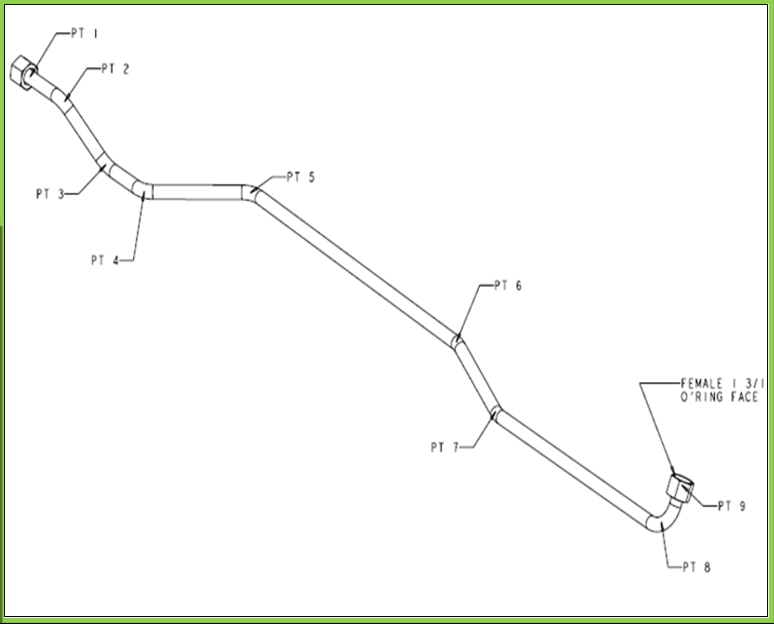 PT 1
PT 2
PT 3
PT 4
PT 5
PT 6
PT 7
FEMALE 1 3/1
O'RING FACE
PT 9
PT 8